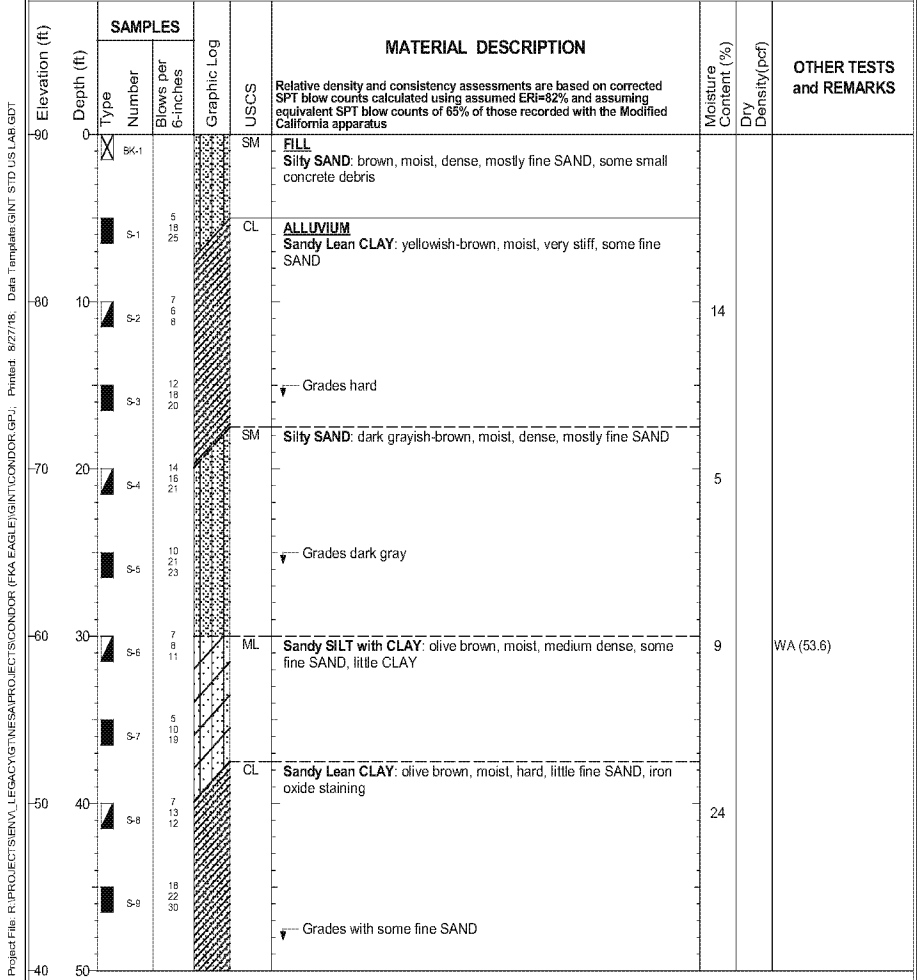 SAMPLES
Elevation (ft)
Depth (ft)
Type
Number
Blows per
6-inches
Graphic Log
USCS
MATERIAL DESCRIPTION
Relative density and consistency assessments are based on corrected
SPT blow counts calculated using assumed ERi=82% and assuming
equivalent SPT blow counts of 65% of those recorded with the Modified
California apparatus
Moisture
Content (%)
Dry
Density(pcf)
OTHER TESTS
and REMARKS
90
0
BK-1
SM
FILL
Silty SAND: brown, moist, dense, mostly fine SAND, some small
concrete debris
S-1
5
18
25
CL
ALLUVIUM
Sandy Lean CLAY: yellowish-brown, moist, very stiff, some fine
SAND
80
10
S-2
7
6
8
14
S-3
12
18
20
Grades hard
SM
Silty SAND: dark grayish-brown, moist, dense, mostly fine SAND
70
20
S-4
14
16
21
5
S-5
10
21
23
Grades dark gray
60
30
S-6
7
8
11
ML
Sandy SILT with CLAY: olive brown, moist, medium dense, some
fine SAND, little CLAY
9
WA (53.6)
S-7
5
10
19
CL
Sandy Lean CLAY: olive brown, moist, hard, little fine SAND, iron
oxide staining
50
40
S-8
7
13
12
24
S-9
18
22
30
Grades with some fine SAND
40
50
Project File: R:\PROJECTS\ENV\_LEGACY\GT\NESA\PROJECTS\CONDOR (FKA EAGLE)\GINT\CONDOR.GPJ; Printed: 8/27/18; Data Template:GINT STD US LAB.GDT